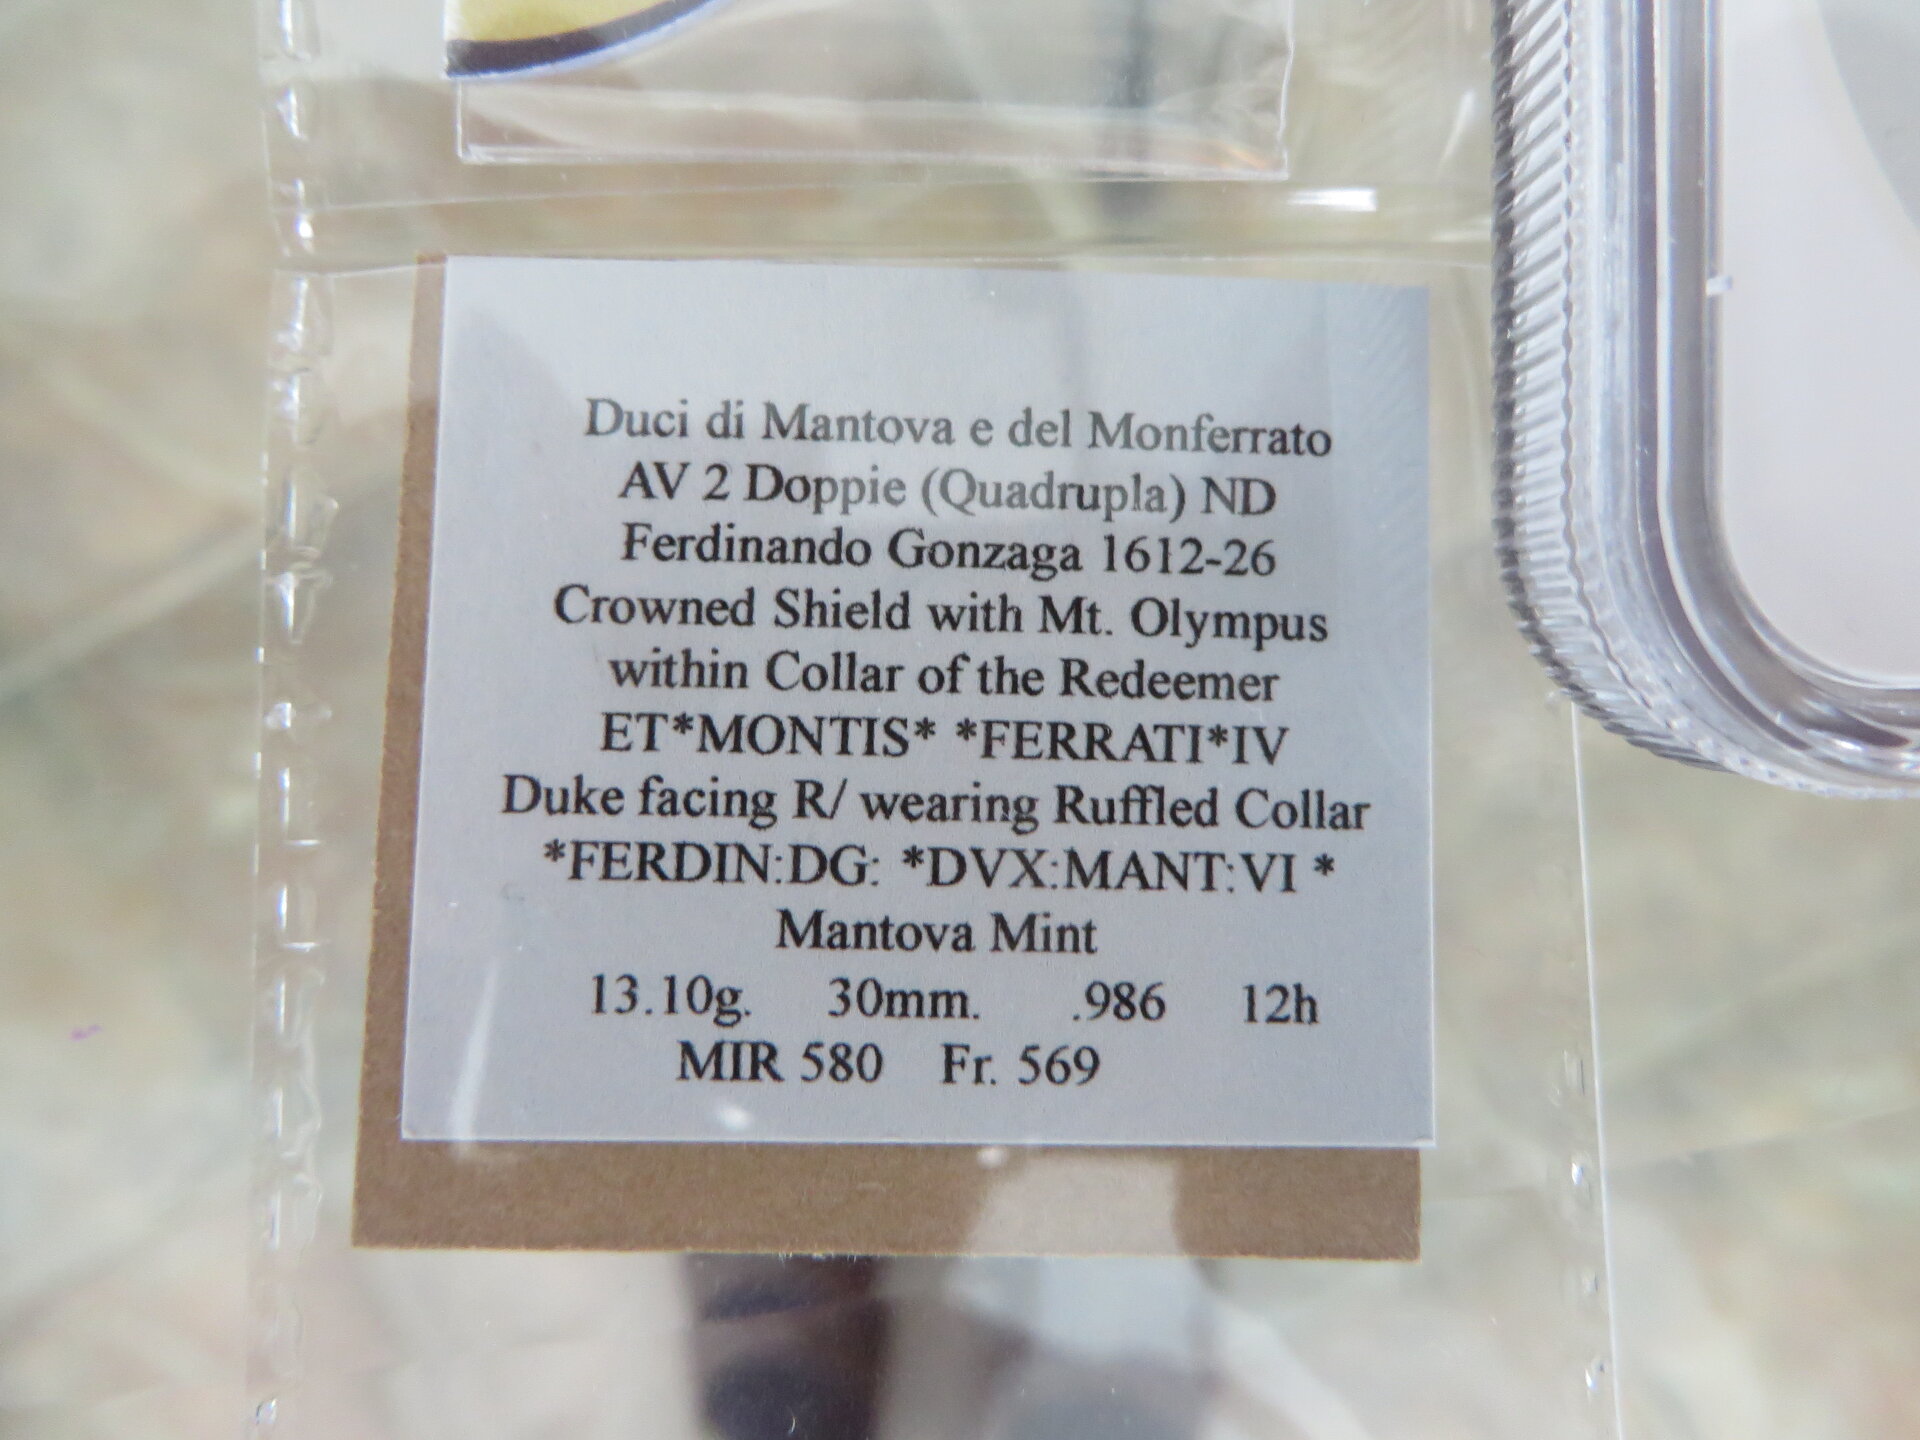 Duci di Mantova e del Monferrato
AV 2 Doppie (Quadrupla) ND
Ferdinando Gonzaga 1612-26
Crowned Shield with Mt. Olympus
within Collar of the Redeemer
ET*MONTIS* *FERRATI*IV
Duke facing R/ wearing Ruffled Collar
*FERDIN:DG: *DVX:MANT:VI *
Mantova Mint
13.10g. 30mm. .986 12h
MIR 580 Fr. 569